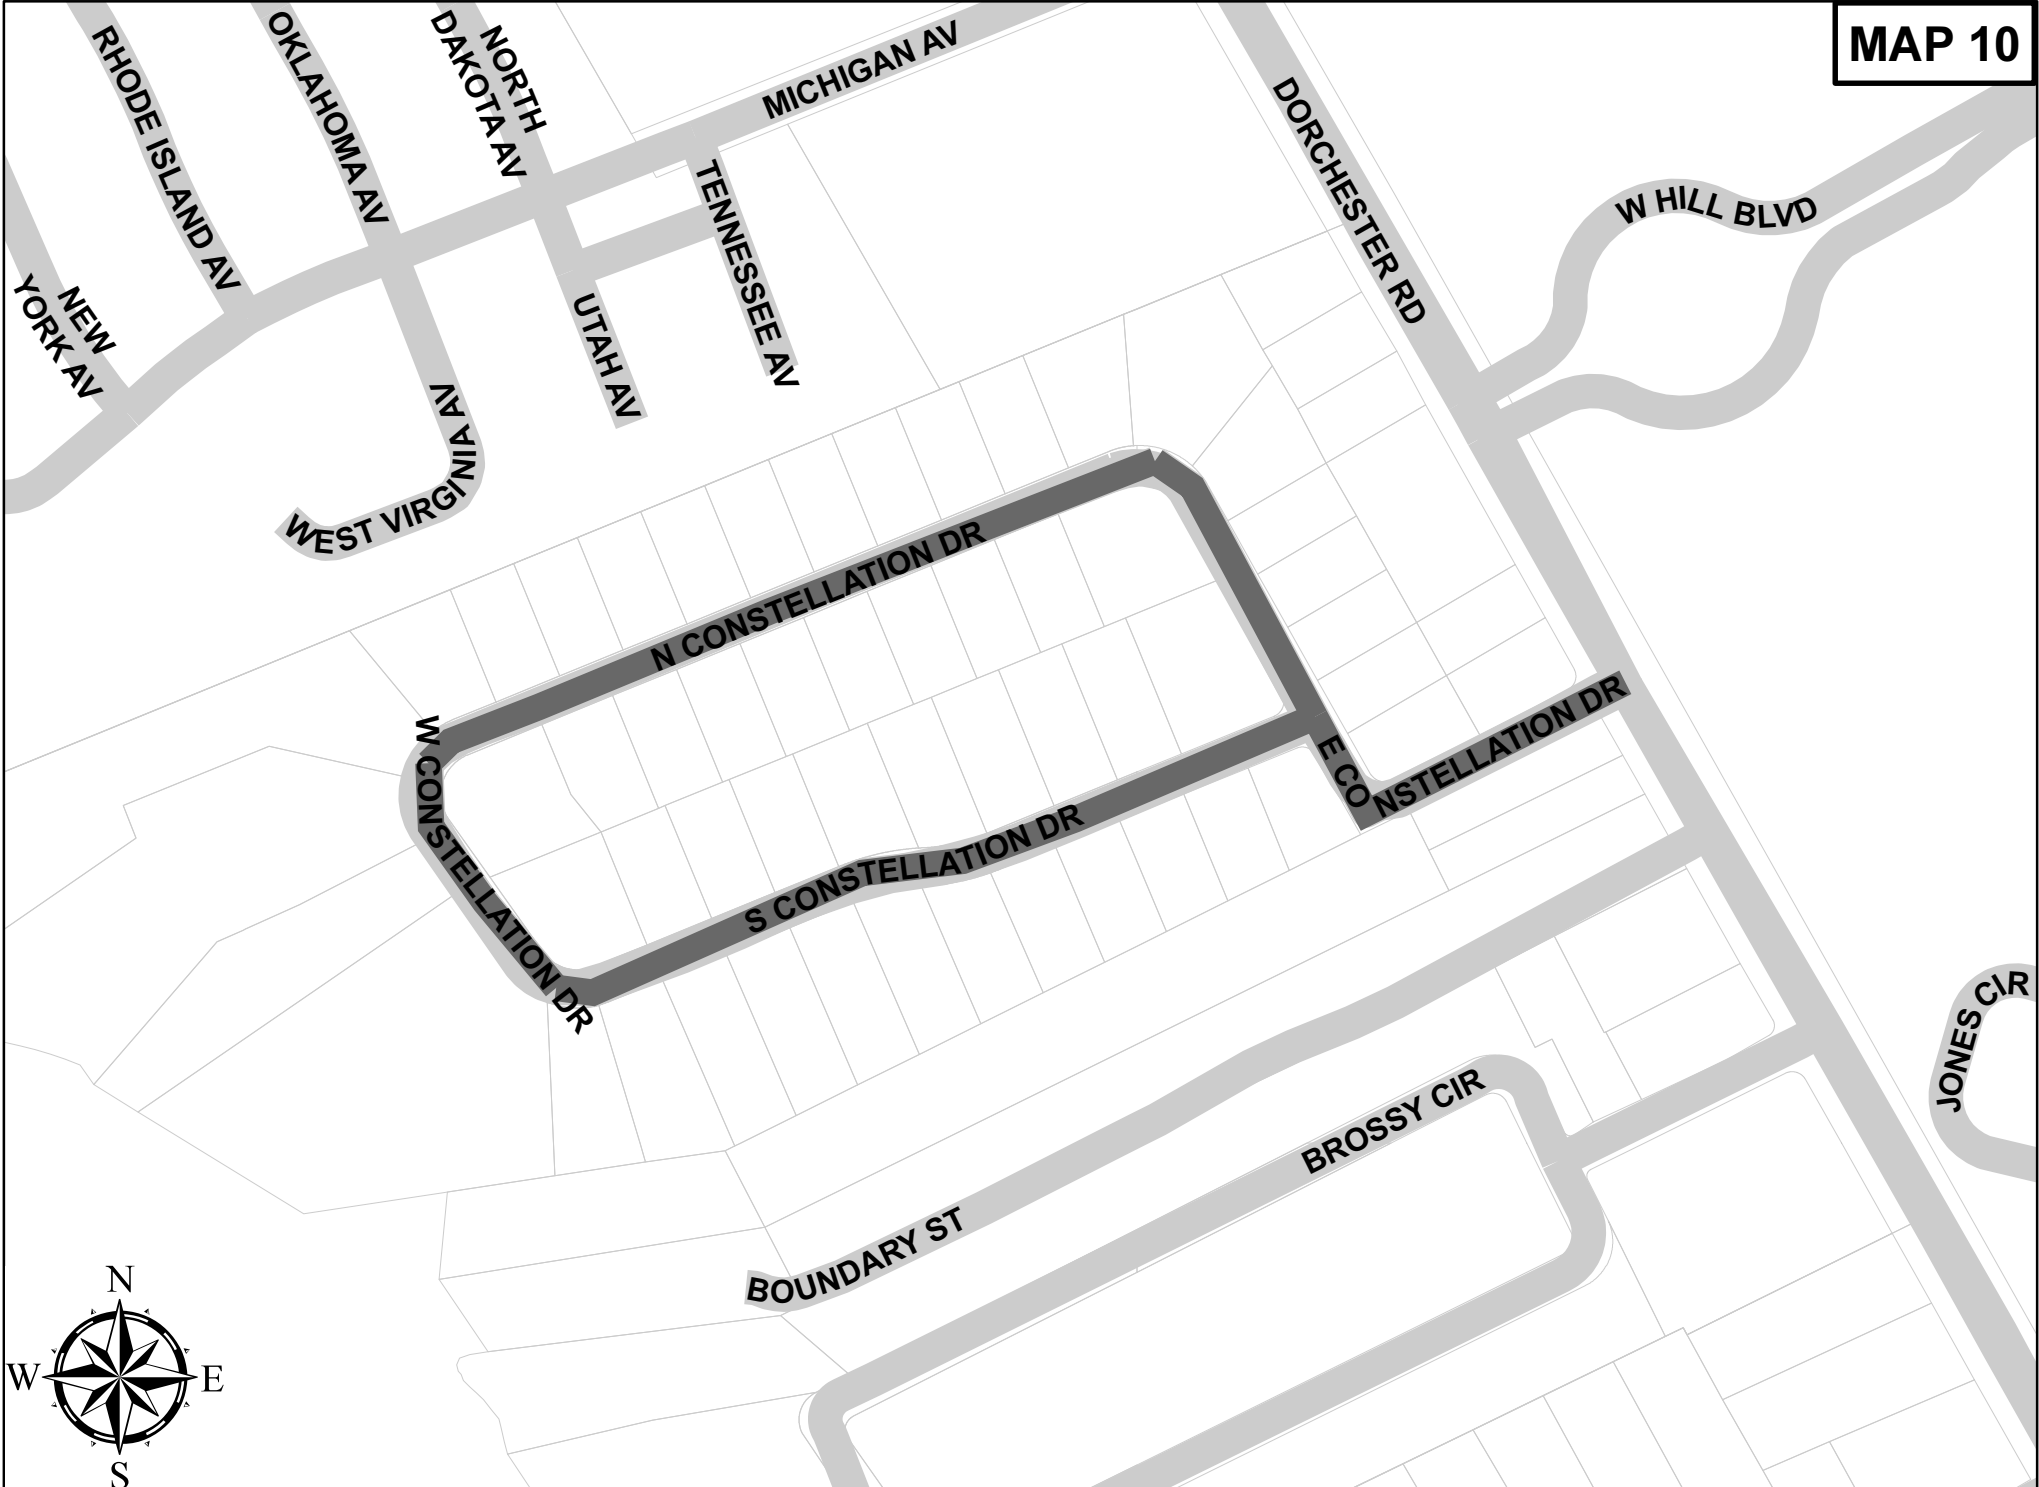 MAP 10
RHODE ISLAND AV
OKLAHOMA AV
NORTH
DAKOTA AV
MICHIGAN AV
DORCHESTER RD
W HILL BLVD
TENNESSEE AV
NEW
YORK AV
UTAH AV
WEST VIRGINIA AV
N CONSTELLATION DR
W CONSTELLATION DR
E CONSTELLATION DR
S CONSTELLATION DR
JONES CIR
BROSSY CIR
BOUNDARY ST
N
W
E
S